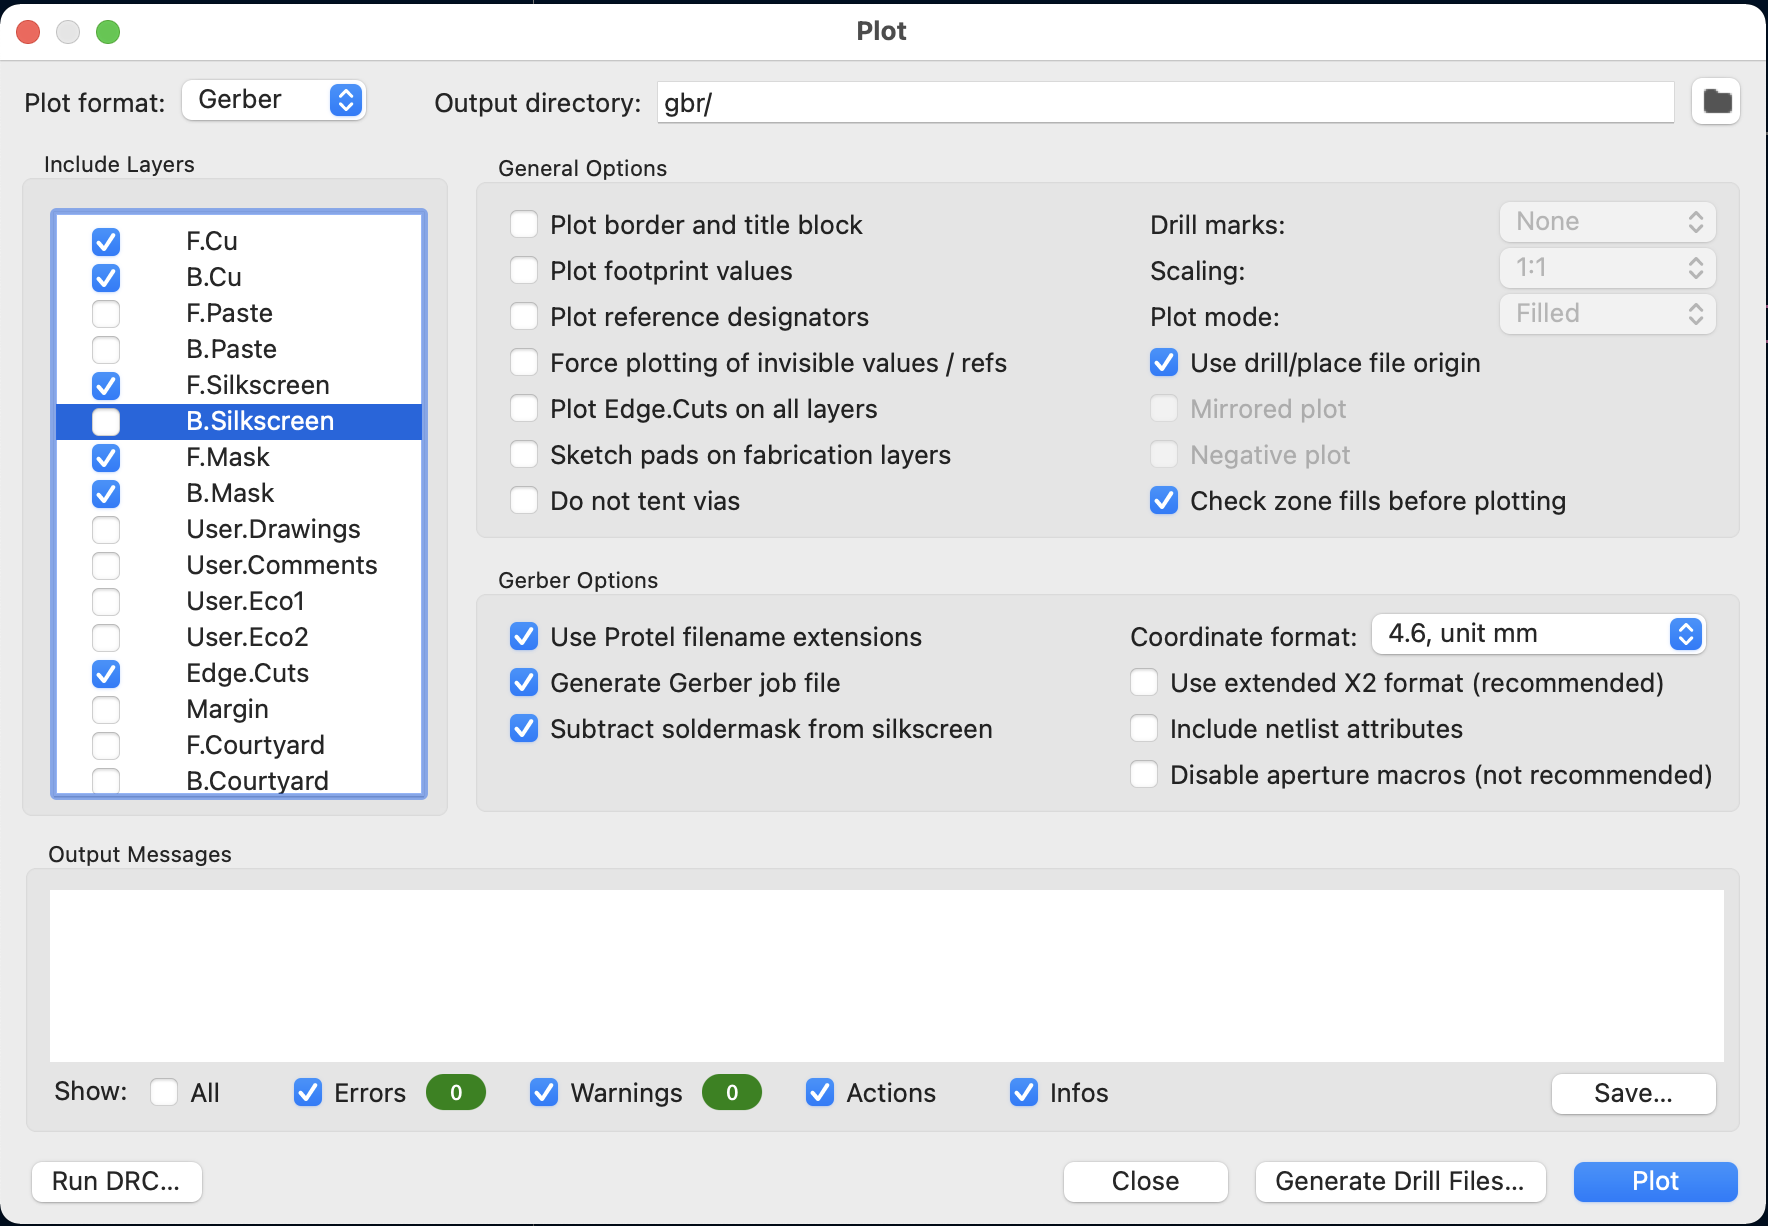 Plot
Plot format: Gerber Output directory: gbr/
Include Layers
F.Cu
B.Cu
F.Paste
B.Paste
F.Silkscreen
B.Silkscreen
F.Mask
B.Mask
User.Drawings
User.Comments
User.Eco1
User.Eco2
Edge.Cuts
Margin
F.Courtyard
B.Courtyard
General Options
Plot border and title block
Plot footprint values
Plot reference designators
Force plotting of invisible values / refs
Plot Edge.Cuts on all layers
Sketch pads on fabrication layers
Do not tent vias
Drill marks: None
Scaling: 1:1
Plot mode: Filled
Use drill/place file origin
Mirrored plot
Negative plot
Check zone fills before plotting
Gerber Options
Use Protel filename extensions
Generate Gerber job file
Subtract soldermask from silkscreen
Coordinate format: 4.6, unit mm
Use extended X2 format (recommended)
Include netlist attributes
Disable aperture macros (not recommended)
Output Messages
Show: All Errors 0 Warnings 0 Actions Infos Save...
Run DRC... Close Generate Drill Files... Plot